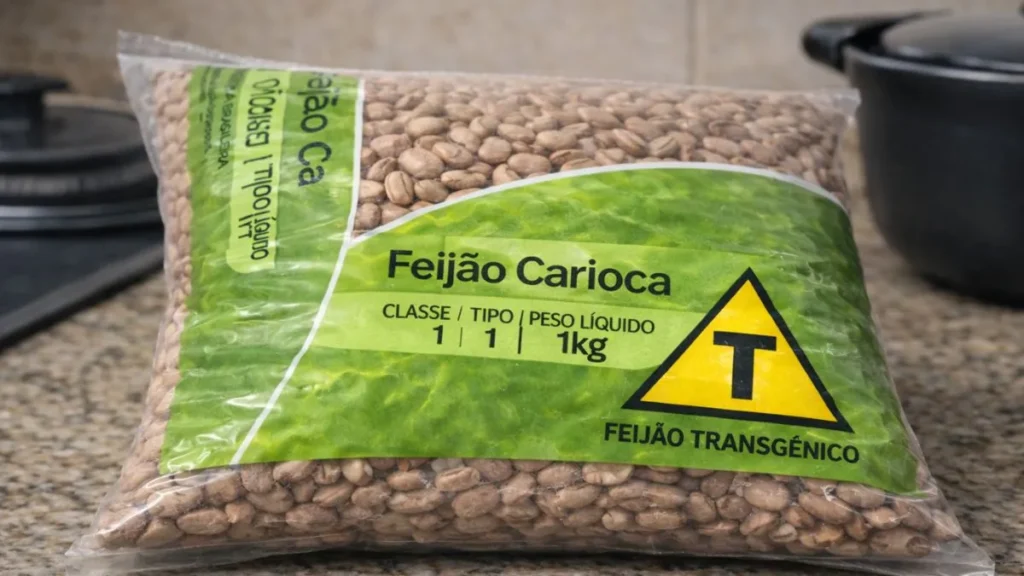 Feijão Carioca
CLASSE / TIPO / PESO LÍQUIDO
1 | 1 | 1kg
T
FEIJÃO TRANSGÉNICO
eijão Ca